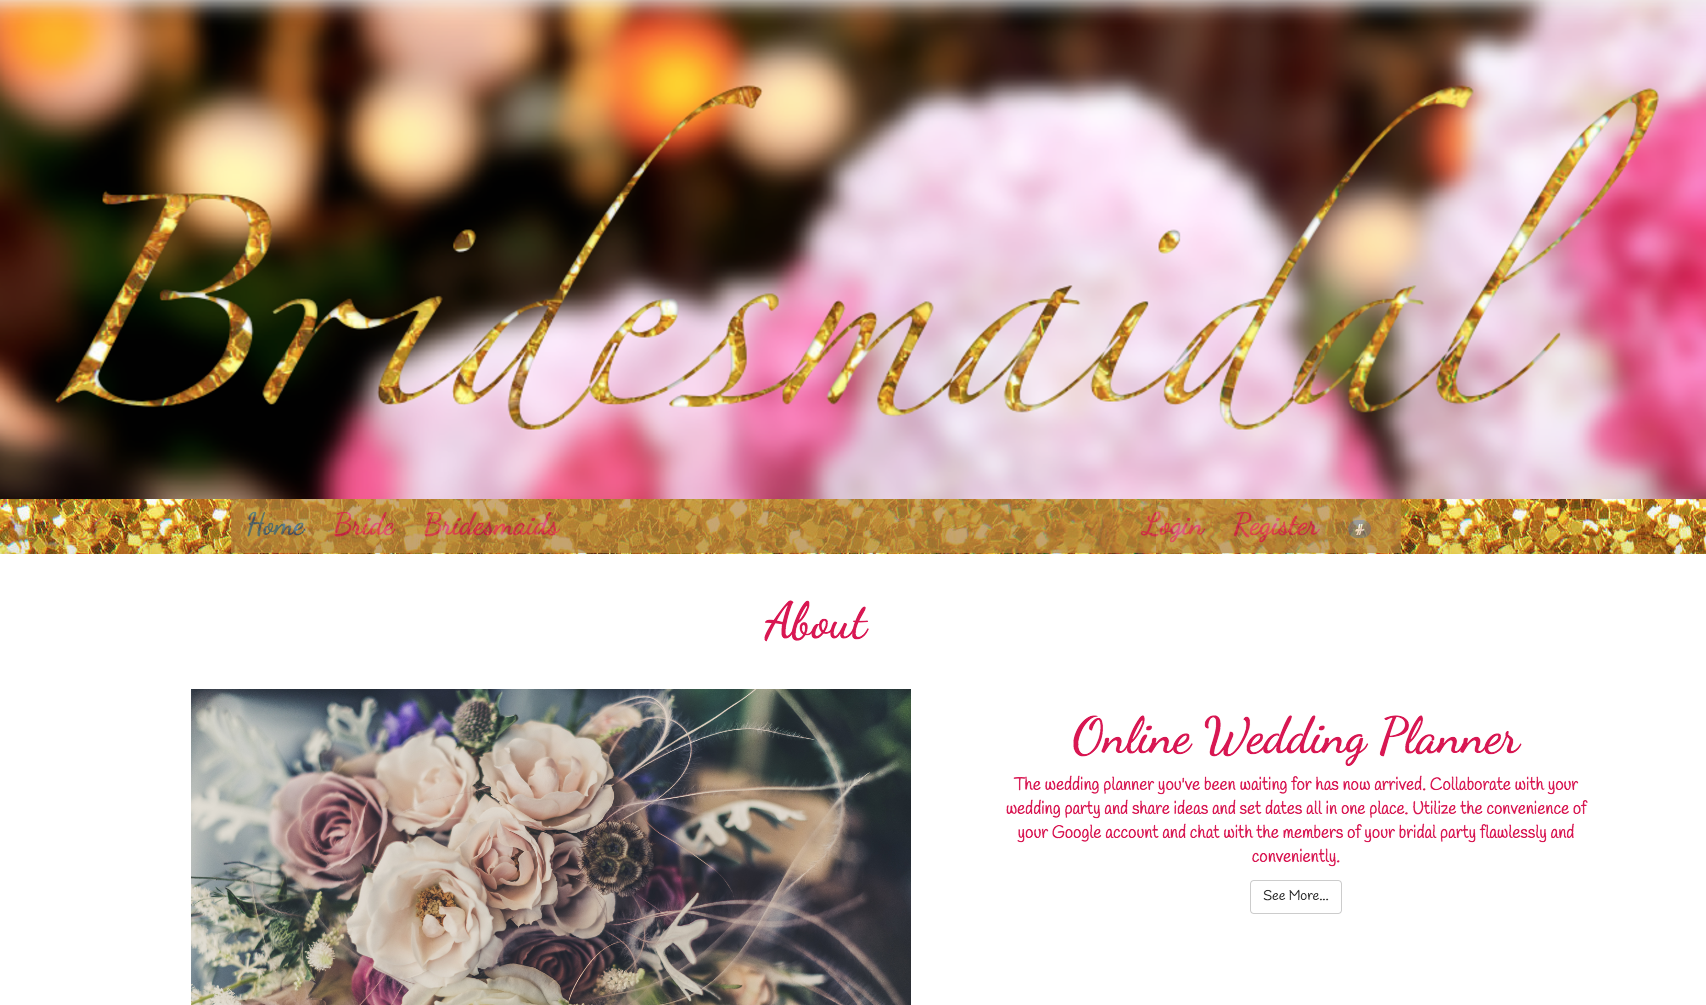 Bridesmaidal
Home Bride Bridesmaids Login Register #
About
Online Wedding Planner
The wedding planner you've been waiting for has now arrived. Collaborate with your
wedding party and share ideas and set dates all in one place. Utilize the convenience of
your Google account and chat with the members of your bridal party flawlessly and
conveniently.
See More...